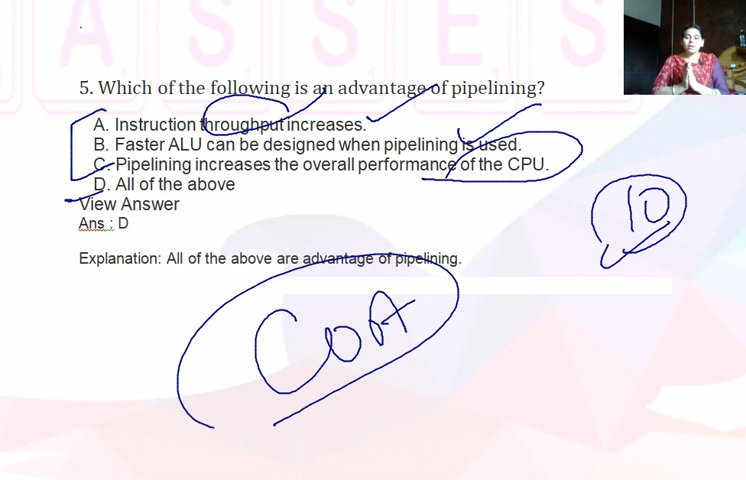 ASSES
5. Which of the following is an advantage of pipelining?
A. Instruction throughput increases.
B. Faster ALU can be designed when pipelining is used.
C. Pipelining increases the overall performance of the CPU.
D. All of the above
View Answer
Ans : D
10
Explanation: All of the above are advantage of pipelining.
COA